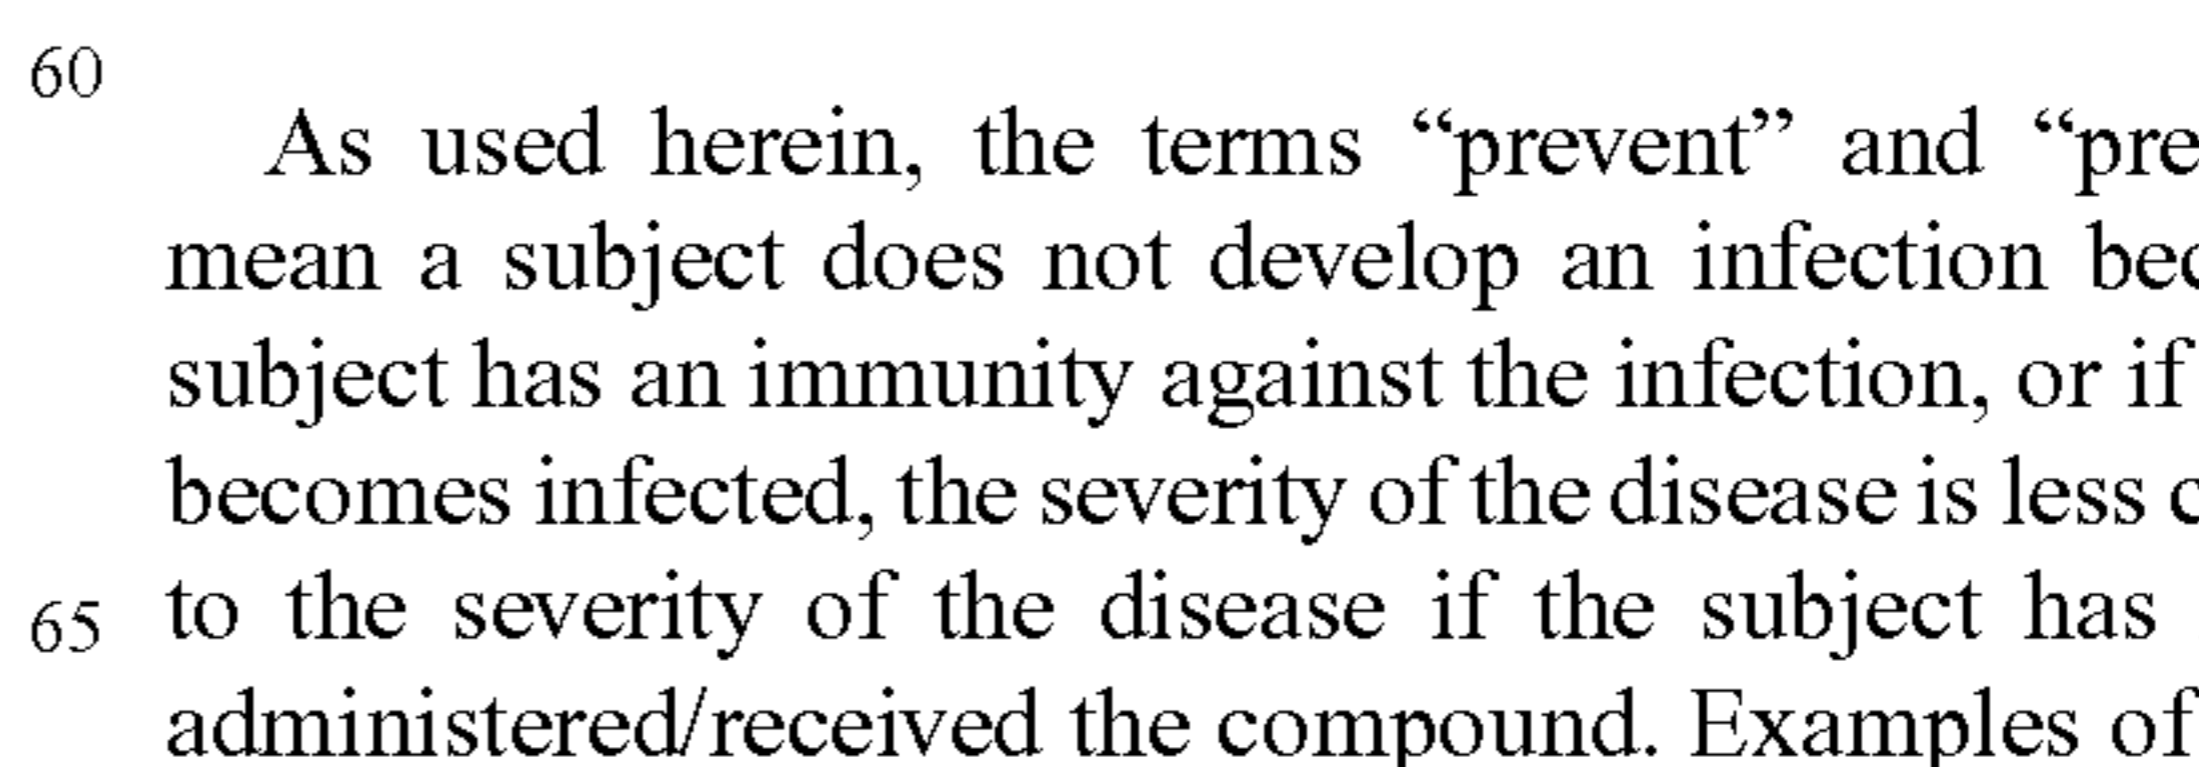 60
As used herein, the terms “prevent” and “pre
mean a subject does not develop an infection bec
subject has an immunity against the infection, or if
becomes infected, the severity of the disease is less c
65 to the severity of the disease if the subject has
administered/received the compound. Examples of